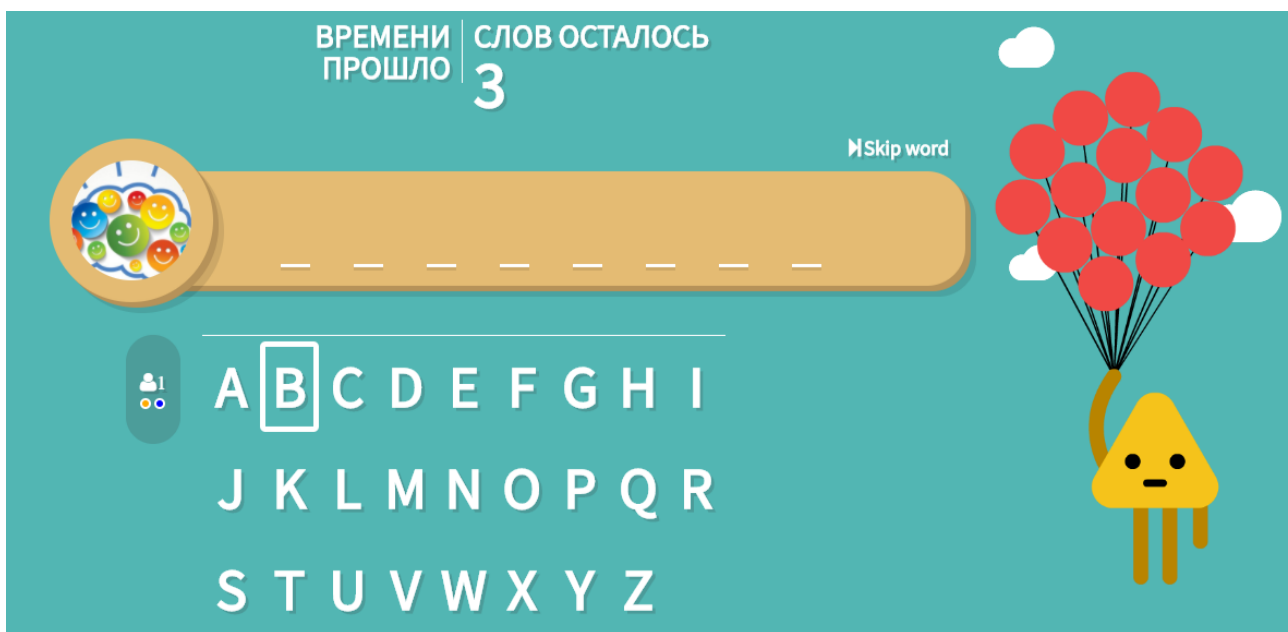 ВРЕМЕНИ ПРОШЛО
СЛОВ ОСТАЛОСЬ
3
Skip word
1
A B C D E F G H I
J K L M N O P Q R
S T U V W X Y Z